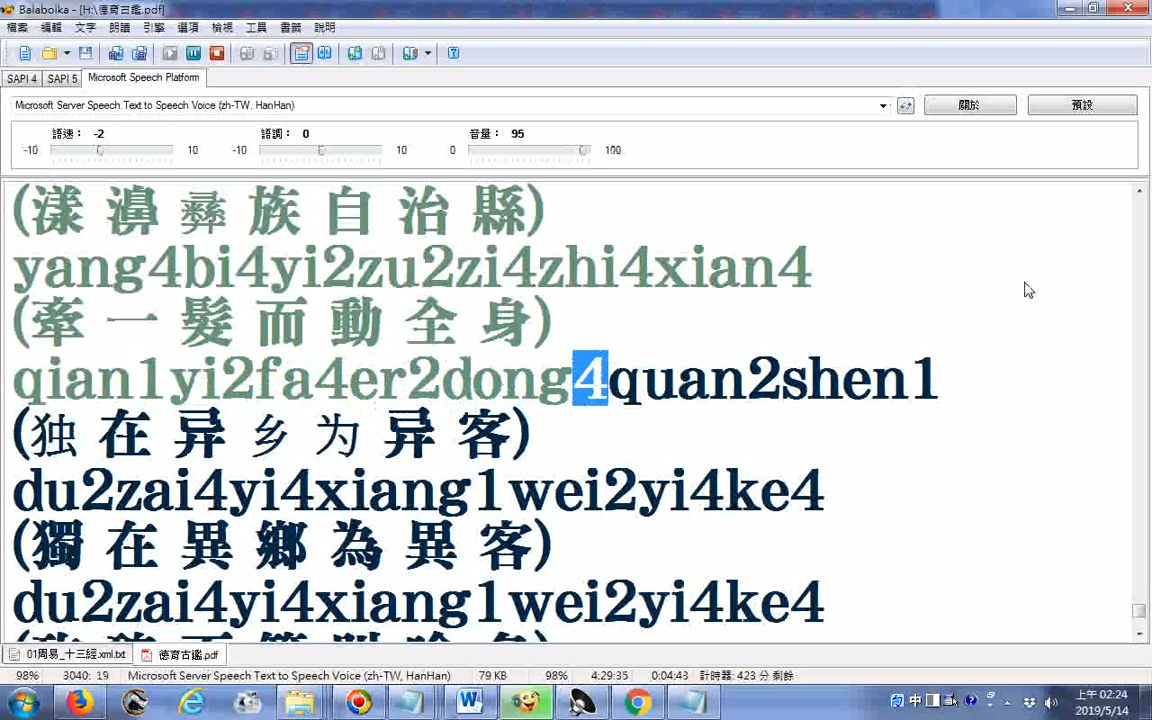 Balabolka - [H:\德育古鑑.pdf]
檔案 編輯 文字 朗讀 引擎 選項 檢視 工具 書籤 說明
SAPI 4 SAPI 5 Microsoft Speech Platform
Microsoft Server Speech Text to Speech Voice (zh-TW, HanHan)
關於 預設
語速： -2 語調： 0 音量： 95
-10 10 -10 10 0 100
(漾濞彝族自治縣)
yang4bi4yi2zu2zi4zhi4xian4
(牽一髮而動全身)
qian1yi2fa4er2dong4quan2shen1
(独在异乡为异客)
du2zai4yi4xiang1wei2yi4ke4
(獨在異鄉為異客)
du2zai4yi4xiang1wei2yi4ke4
01周易_十三經.xml.txt 德育古鑑.pdf
98% 3040: 19 Microsoft Server Speech Text to Speech Voice (zh-TW, HanHan) 79 KB 98% 4:29:35 0:04:43 計時器: 423 分 剩餘
中 上午 02:24
2019/5/14